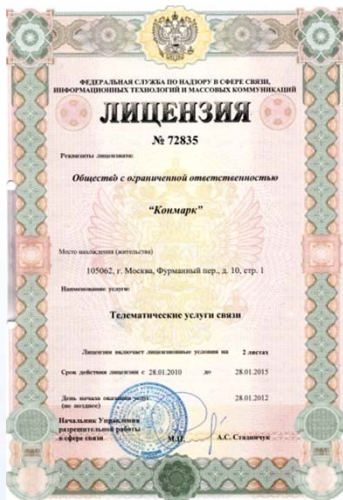 ФЕДЕРАЛЬНАЯ СЛУЖБА ПО НАДЗОРУ В СФЕРЕ СВЯЗИ,
ИНФОРМАЦИОННЫХ ТЕХНОЛОГИЙ И МАССОВЫХ КОММУНИКАЦИЙ
ЛИЦЕНЗИЯ
№ 72835
Реквизиты лицензиата:
Общество с ограниченной ответственностью
“Конмарк”
Место нахождения (жительства)
105062, г. Москва, Фурманный пер., д. 10, стр. 1
Наименование услуги:
Телематические услуги связи
Лицензия включает лицензионные условия на 2 листах
Срок действия лицензии с 28.01.2010 до 28.01.2015
День начала оказания услуг 28.01.2012
(не позднее)
Начальник Управления
разрешительной работы
в сфере связи М.П. А.С. Стадничук